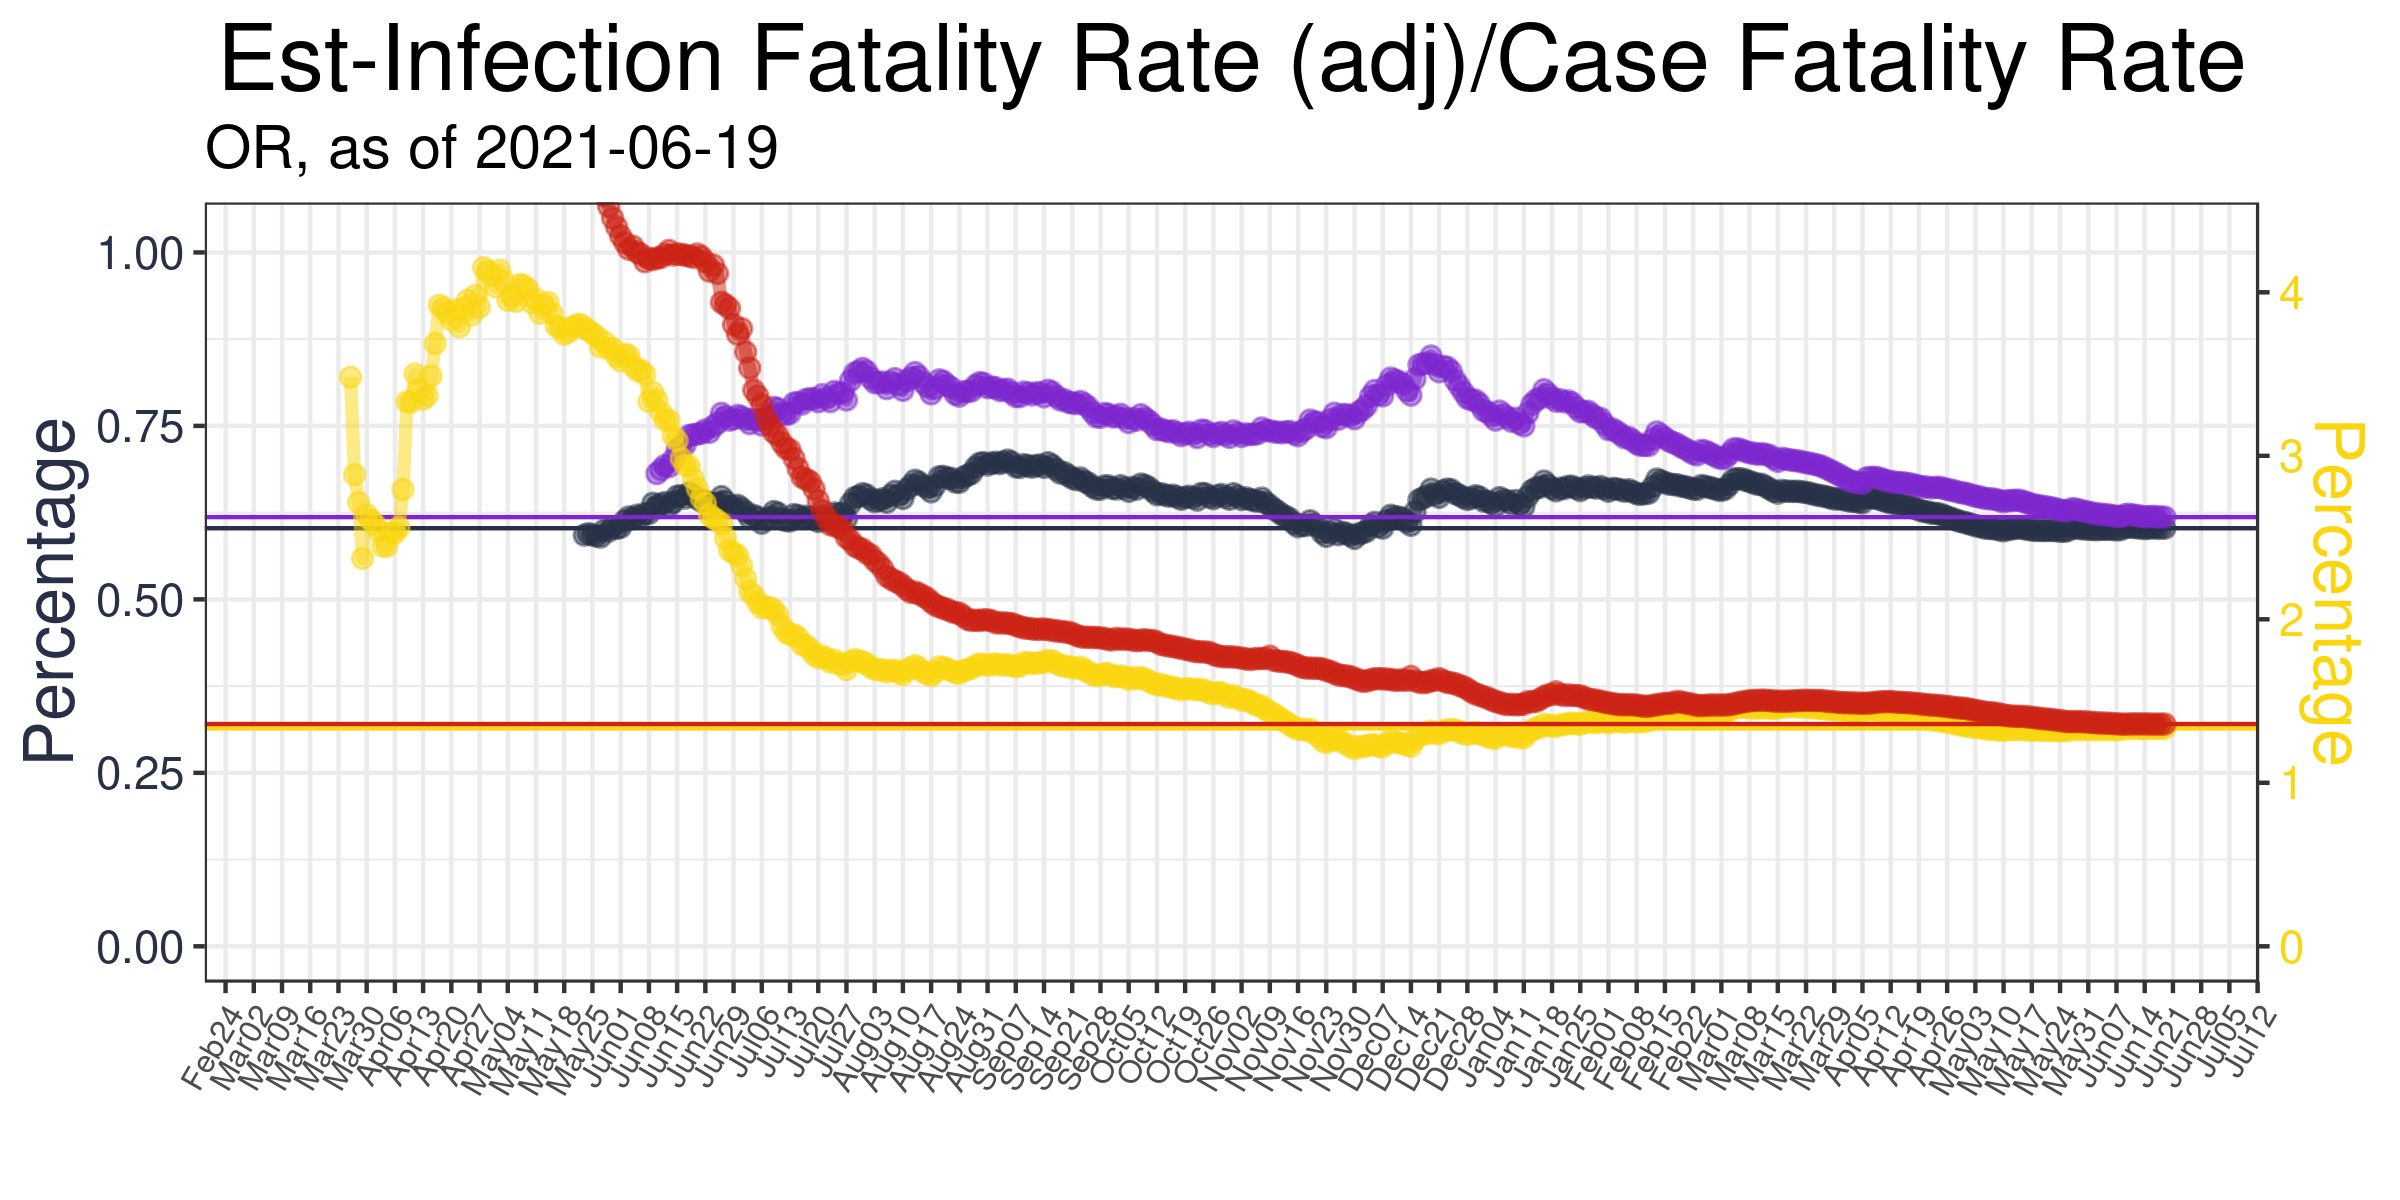 Est-Infection Fatality Rate (adj)/Case Fatality Rate
OR, as of 2021-06-19
Percentage
1.00
0.75
0.50
0.25
0.00
4
3
2
1
0
Percentage
Feb24
Mar02
Mar09
Mar16
Mar23
Mar30
Apr06
Apr13
Apr20
Apr27
May04
May11
May18
May25
Jun01
Jun08
Jun15
Jun22
Jun29
Jul06
Jul13
Jul20
Jul27
Aug03
Aug10
Aug17
Aug24
Aug31
Sep07
Sep14
Sep21
Sep28
Oct05
Oct12
Oct19
Oct26
Nov02
Nov09
Nov16
Nov23
Nov30
Dec07
Dec14
Dec21
Dec28
Jan04
Jan11
Jan18
Jan25
Feb01
Feb08
Feb15
Feb22
Mar01
Mar08
Mar15
Mar22
Mar29
Apr05
Apr12
Apr19
Apr26
May03
May10
May17
May24
May31
Jun07
Jun14
Jun21
Jun28
Jul05
Jul12